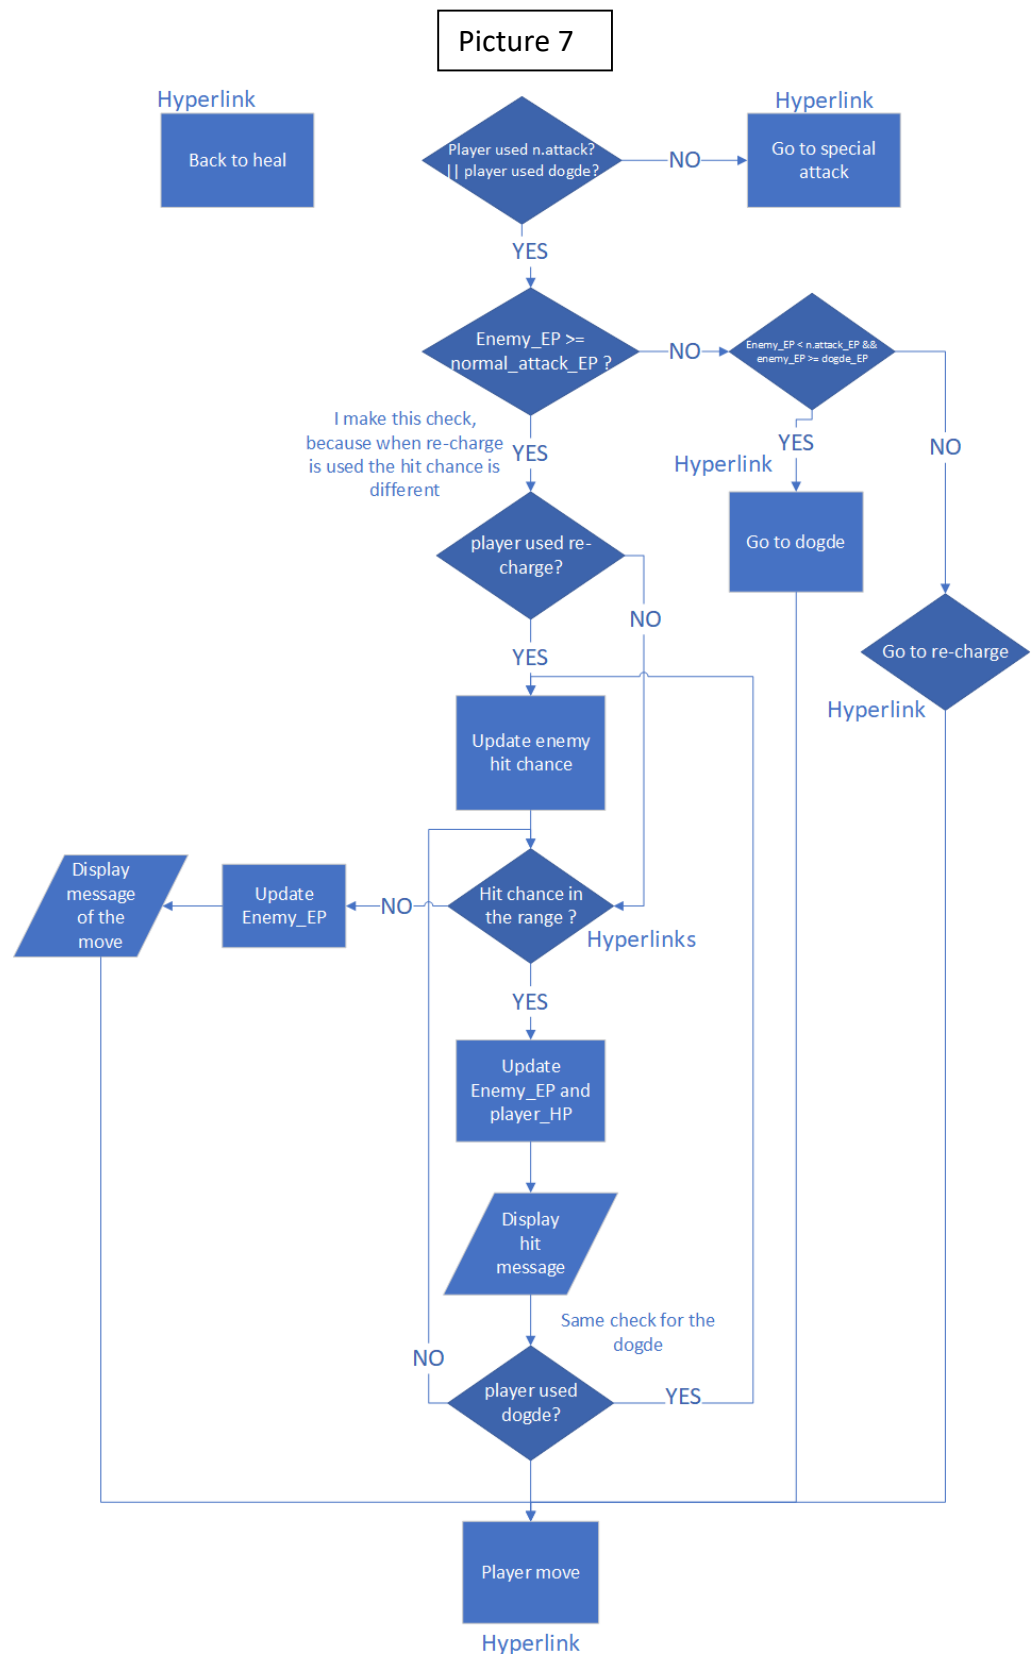 Picture 7
Hyperlink
Back to heal
Player used n.attack?
|| player used dogde?
NO
Hyperlink
Go to special
attack
YES
Enemy_EP >=
normal_attack_EP ?
NO
Enemy_EP < n.attack_EP &&
enemy_EP >= dogde_EP
I make this check,
because when re-charge
is used the hit chance is
different
YES
YES
NO
Hyperlink
player used re-
charge?
Go to dogde
NO
YES
Go to re-charge
Hyperlink
Update enemy
hit chance
Display
message
of the
move
Update
Enemy_EP
NO
Hit chance in
the range ?
Hyperlinks
YES
Update
Enemy_EP and
player_HP
Display
hit
message
Same check for the
dogde
NO
player used
dogde?
YES
Player move
Hyperlink